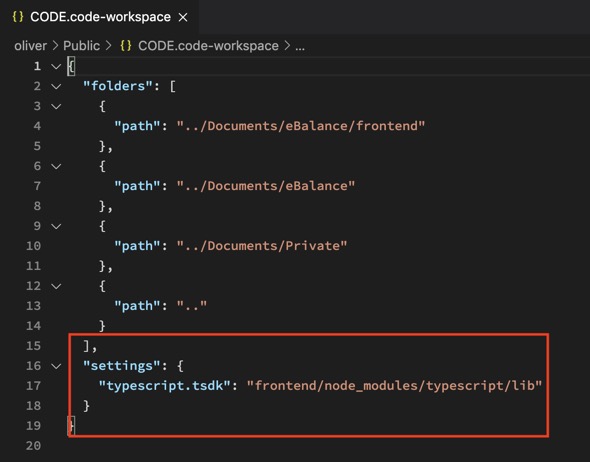 {} CODE.code-workspace ×
oliver > Public > {} CODE.code-workspace > ...
1 {
2 "folders": [
3 {
4 "path": "../Documents/eBalance/frontend"
5 },
6 {
7 "path": "../Documents/eBalance"
8 },
9 {
10 "path": "../Documents/Private"
11 },
12 {
13 "path": ".."
14 }
15 ],
16 "settings": {
17 "typescript.tsdk": "frontend/node_modules/typescript/lib"
18 }
19 }
20